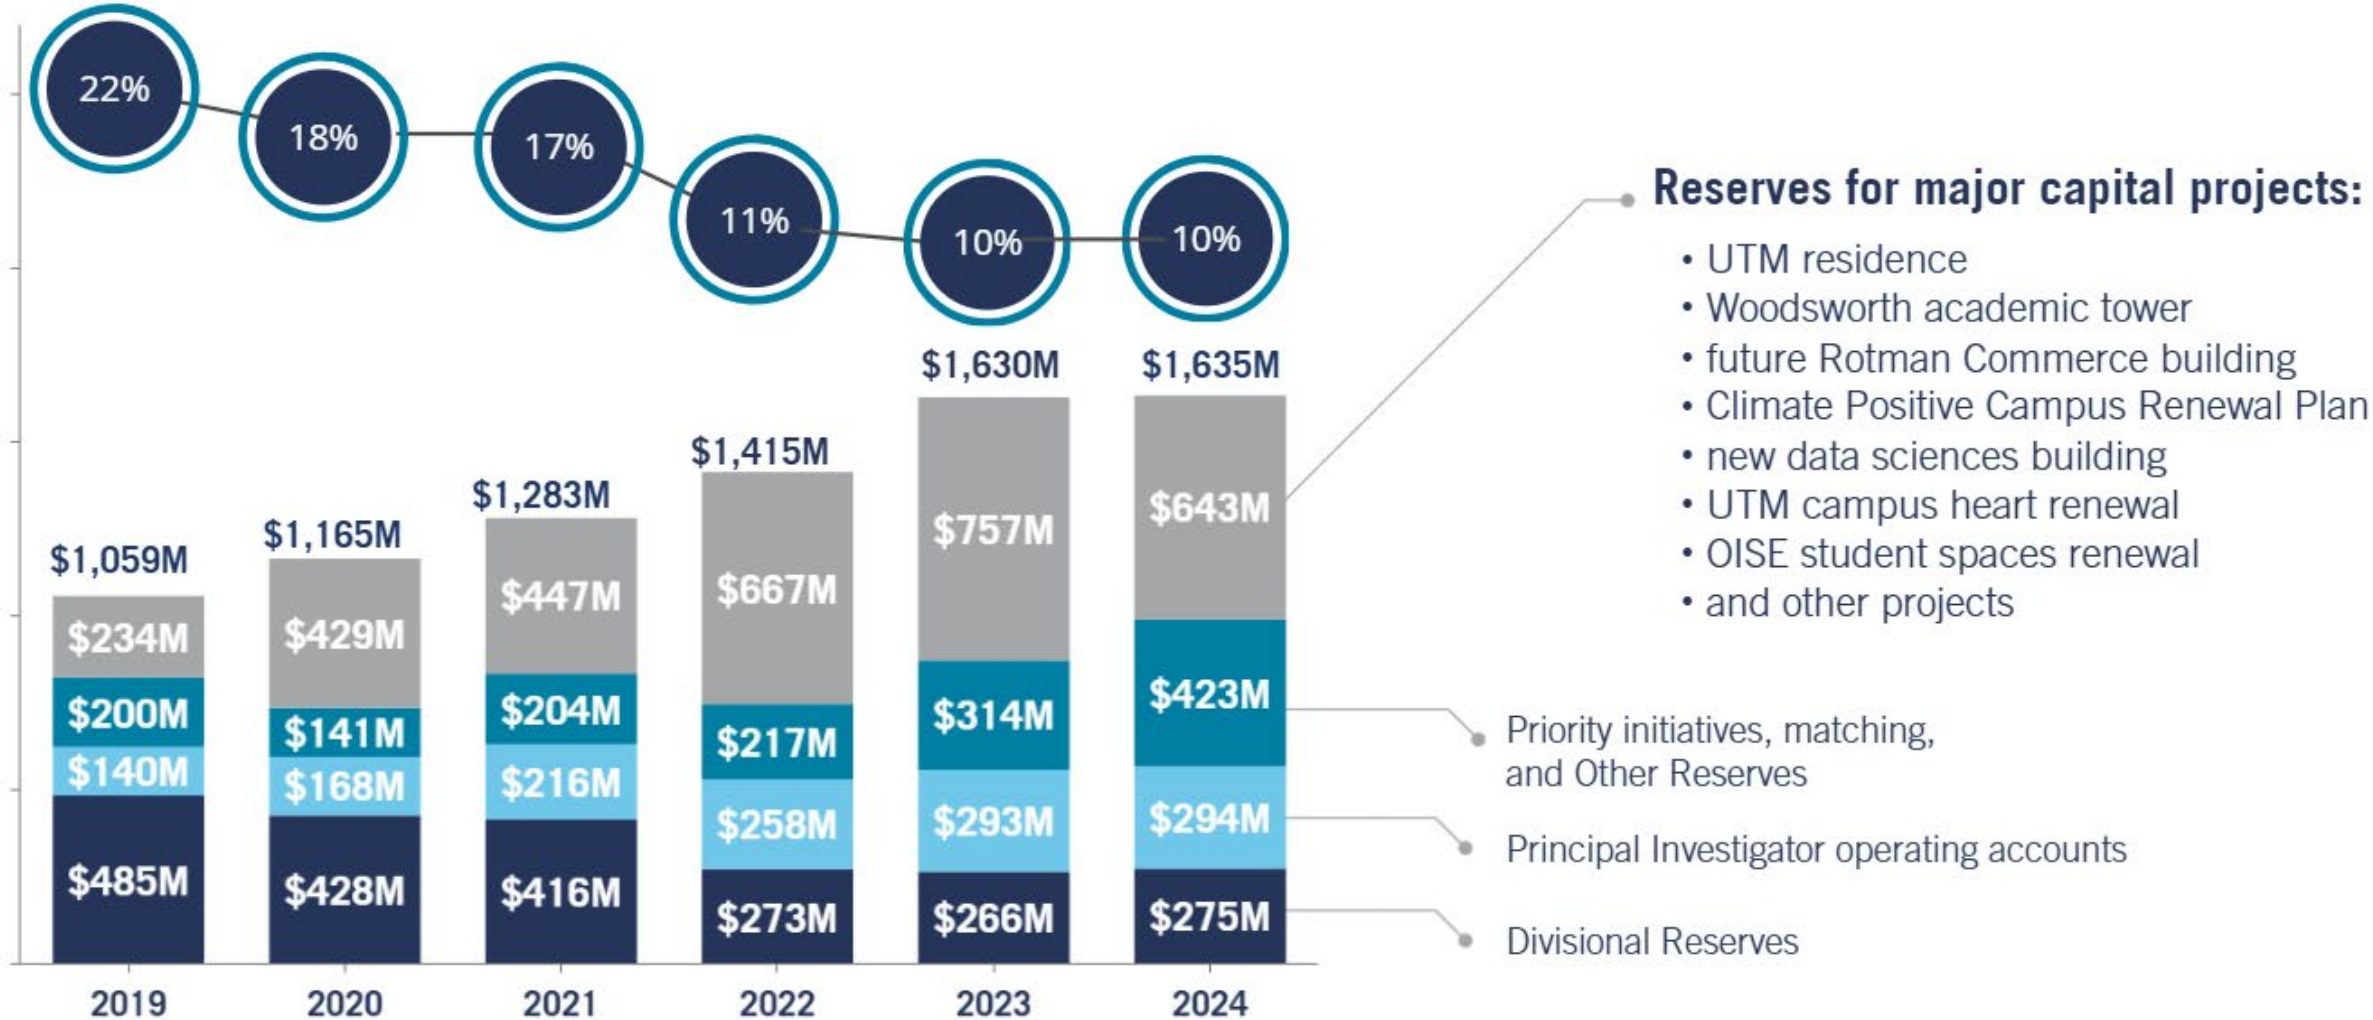 22%
18%
17%
11%
10%
10%
$1,059M
$1,165M
$1,283M
$1,415M
$1,630M
$1,635M
$234M
$429M
$447M
$667M
$757M
$643M
$200M
$141M
$204M
$217M
$314M
$423M
$140M
$168M
$216M
$258M
$293M
$294M
$485M
$428M
$416M
$273M
$266M
$275M
2019
2020
2021
2022
2023
2024
Reserves for major capital projects:
• UTM residence
• Woodsworth academic tower
• future Rotman Commerce building
• Climate Positive Campus Renewal Plan
• new data sciences building
• UTM campus heart renewal
• OISE student spaces renewal
• and other projects
Priority initiatives, matching,
and Other Reserves
Principal Investigator operating accounts
Divisional Reserves